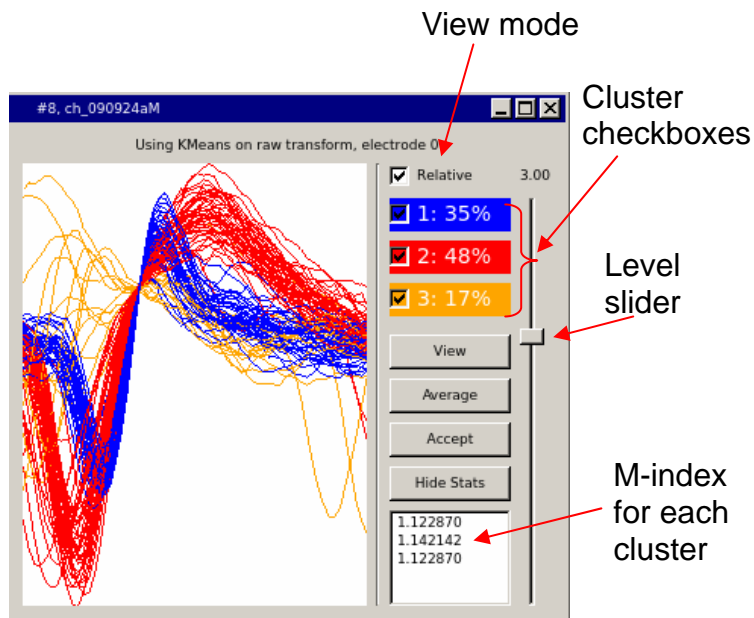 View mode
#8, ch_090924aM
Cluster
checkboxes
Using KMeans on raw transform, electrode 0
Relative
3.00
1: 35%
2: 48%
3: 17%
Level
slider
View
Average
Accept
Hide Stats
M-index
for each
cluster
1.122870
1.142142
1.122870